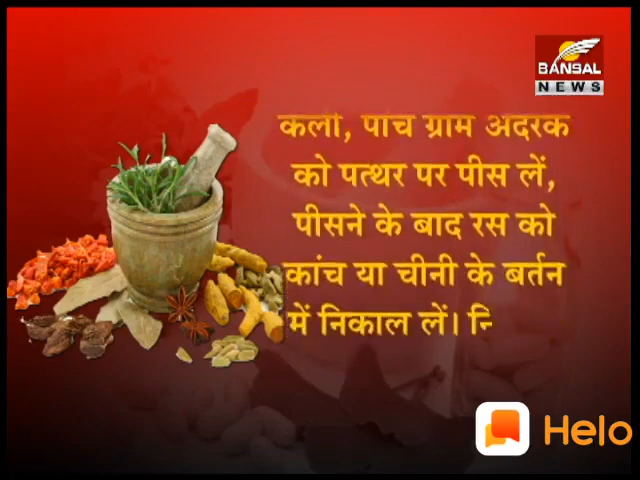 BANSAL
NEWS
कली, पांच ग्राम अदरक
को पत्थर पर पीस लें,
पीसने के बाद रस को
कांच या चीनी के बर्तन
में निकाल लें। नि
Helo